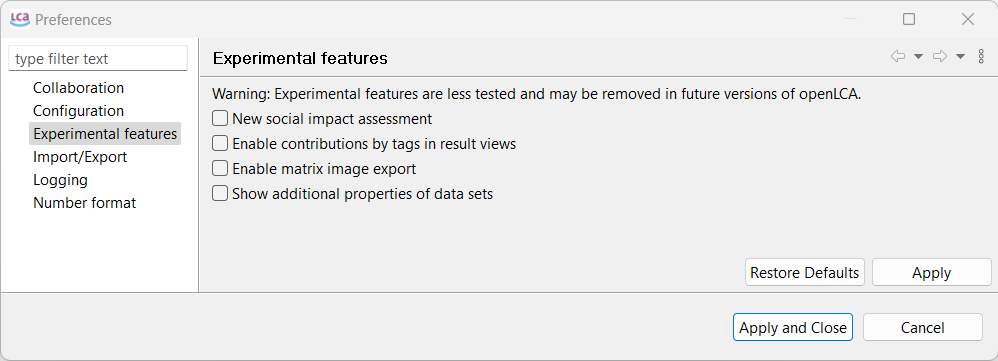 LCA Preferences
type filter text
Collaboration
Configuration
Experimental features
Import/Export
Logging
Number format
Experimental features
Warning: Experimental features are less tested and may be removed in future versions of openLCA.
New social impact assessment
Enable contributions by tags in result views
Enable matrix image export
Show additional properties of data sets
Restore Defaults
Apply
Apply and Close
Cancel